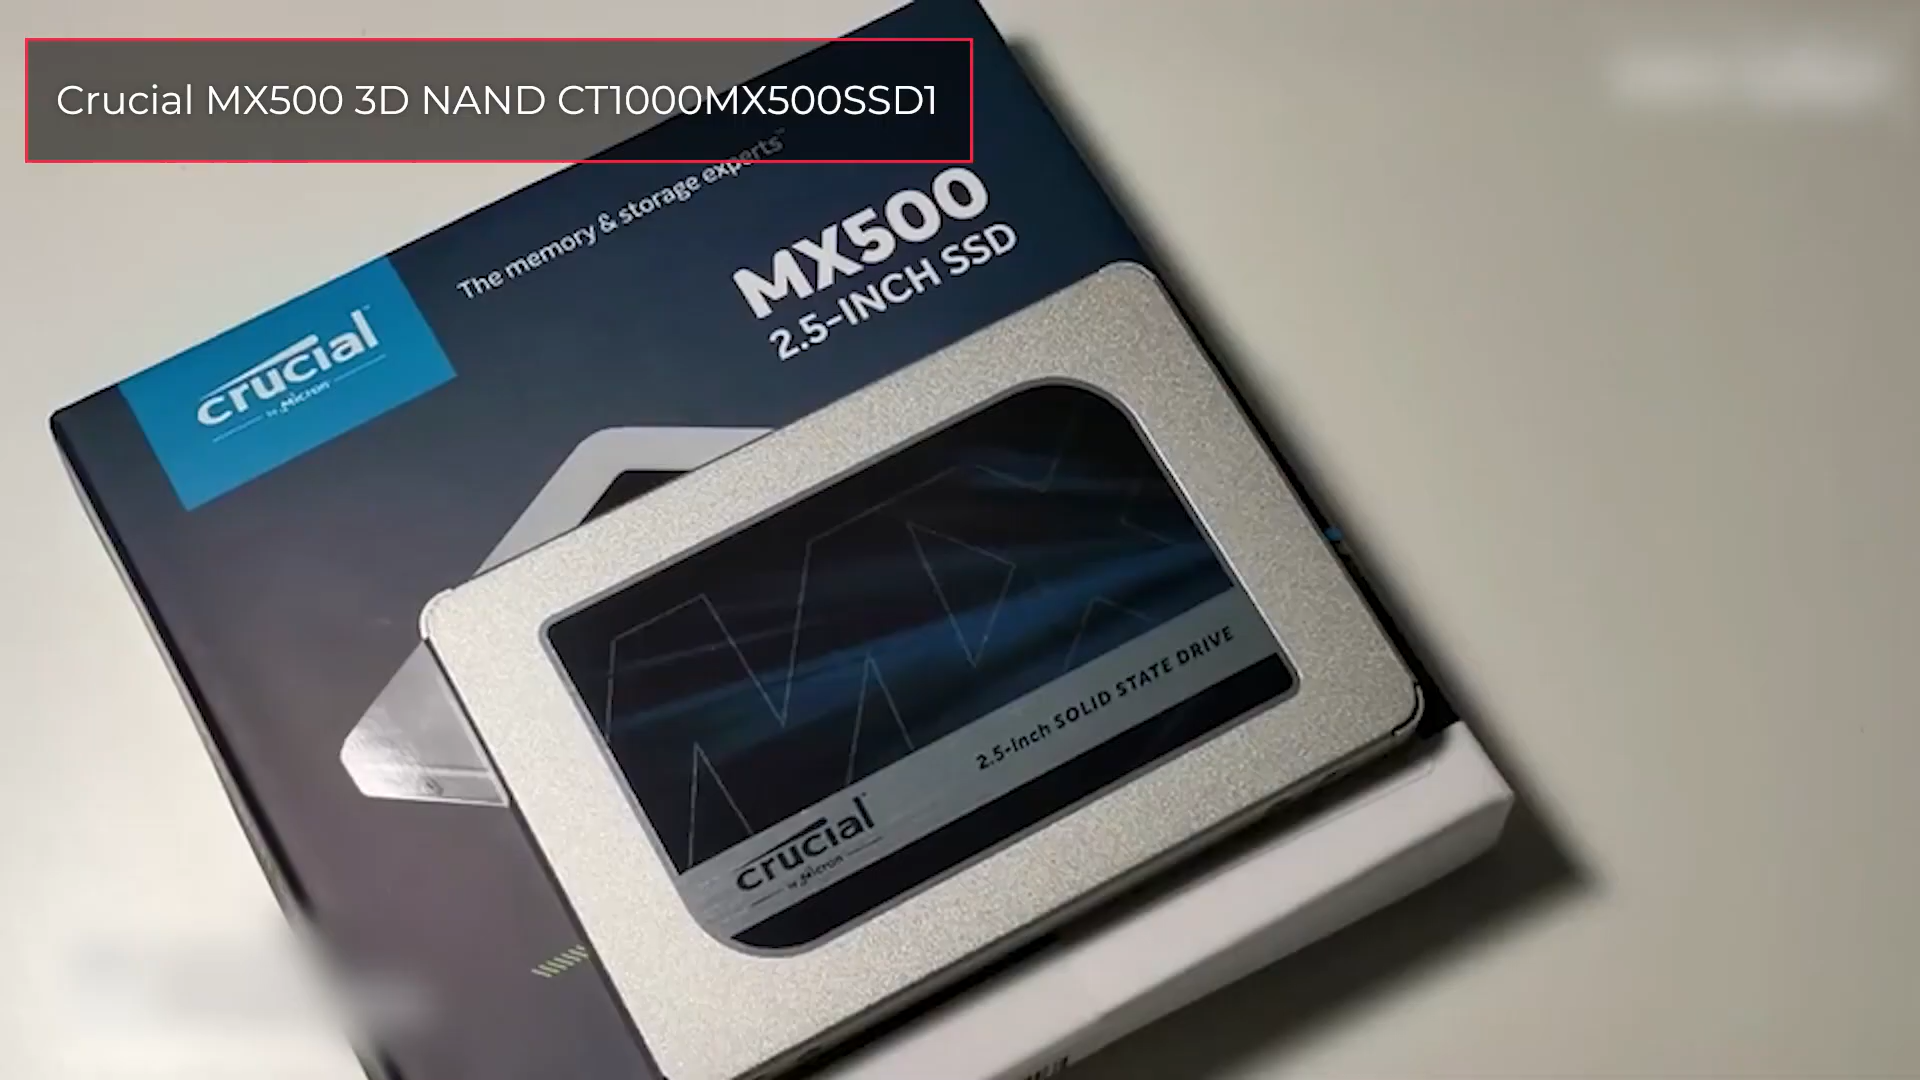 Crucial MX500 3D NAND CT1000MX500SSD1
The memory & storage experts™
MX500
2.5-INCH SSD
crucial
BY Micron
2.5-Inch SOLID STATE DRIVE
crucial
BY Micron